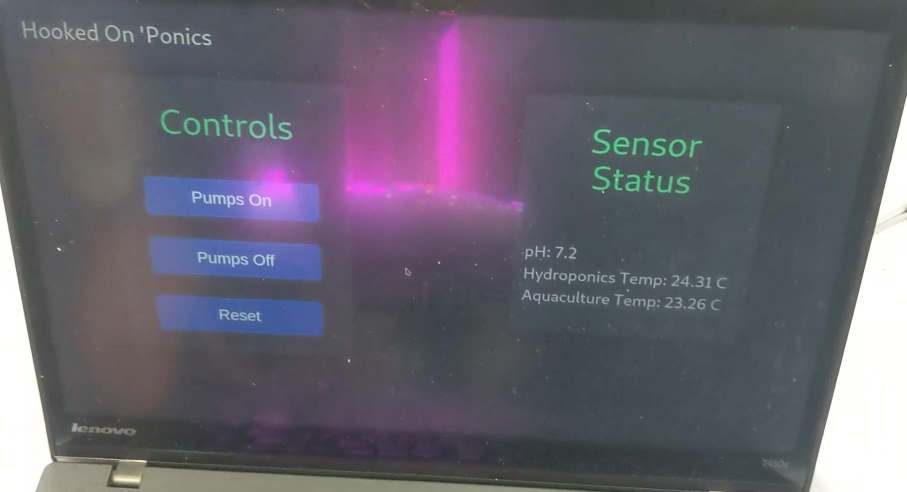 Hooked On 'Ponics
Controls
Pumps On
Pumps Off
Reset
Sensor
Status
pH: 7.2
Hydroponics Temp: 24.31 C
Aquaculture Temp: 23.26 C
lenovo